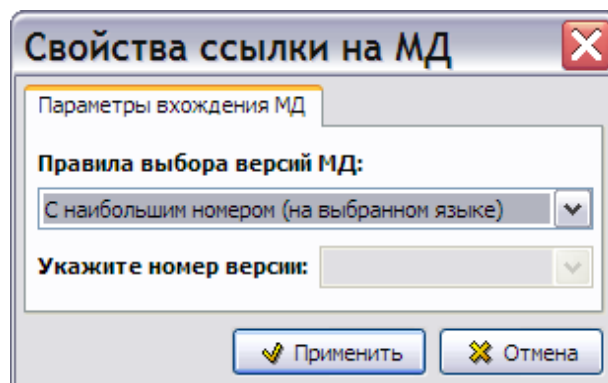 Свойства ссылки на МД
Параметры вхождения МД
Правила выбора версий МД:
С наибольшим номером (на выбранном языке)
Укажите номер версии:
Применить
Отмена